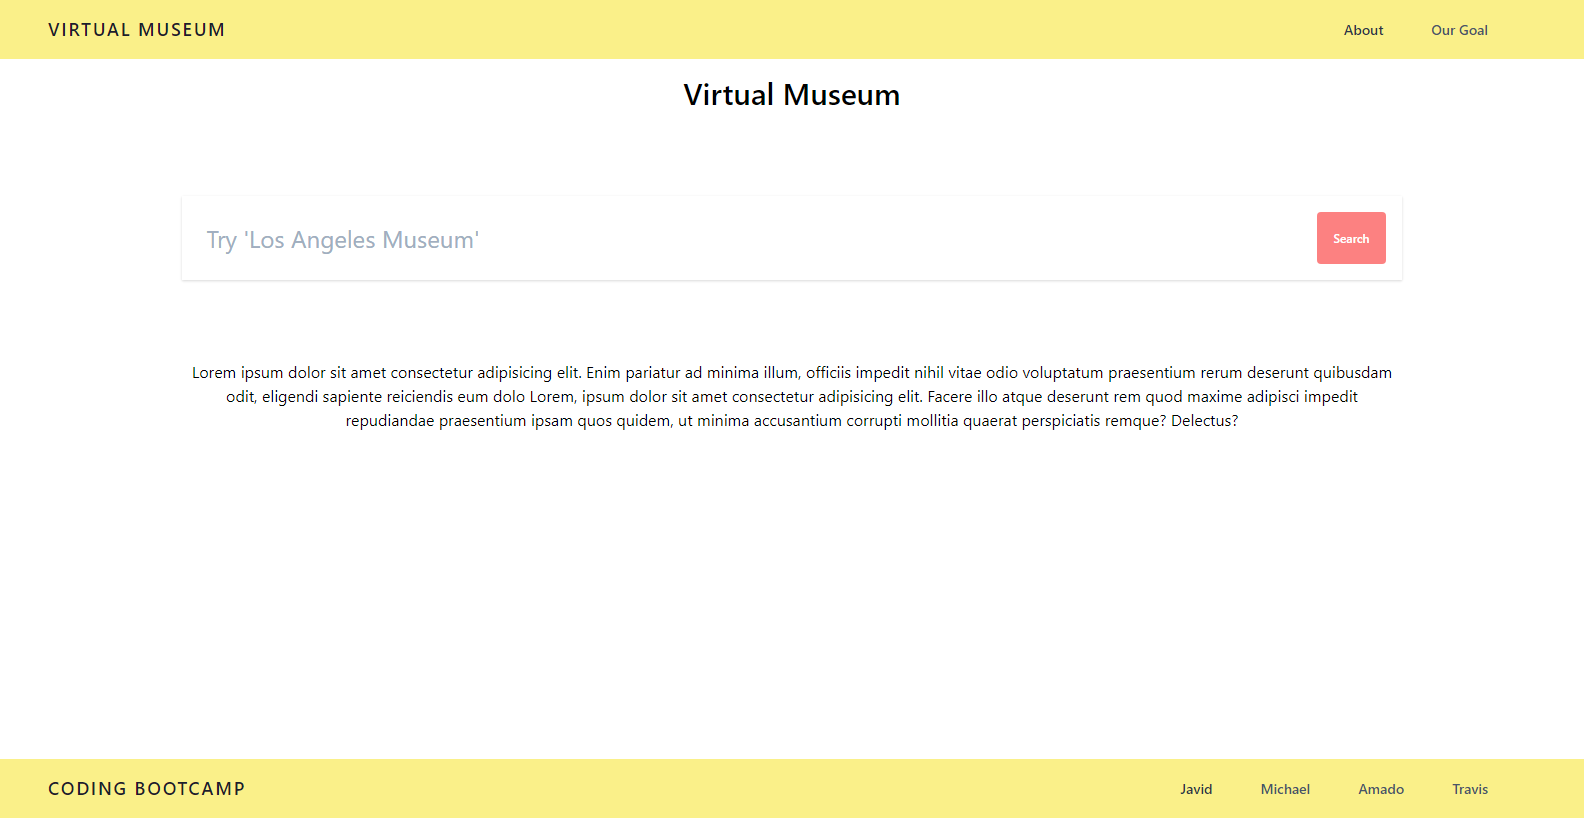 VIRTUAL MUSEUM
About
Our Goal
Virtual Museum
Try 'Los Angeles Museum'
Search
Lorem ipsum dolor sit amet consectetur adipisicing elit. Enim pariatur ad minima illum, officiis impedit nihil vitae odio voluptatum praesentium rerum deserunt quibusdam
odit, eligendi sapiente reiciendis eum dolo Lorem, ipsum dolor sit amet consectetur adipisicing elit. Facere illo atque deserunt rem quod maxime adipisci impedit
repudiandae praesentium ipsam quos quidem, ut minima accusantium corrupti mollitia quaerat perspiciatis remque? Delectus?
CODING BOOTCAMP
Javid
Michael
Amado
Travis